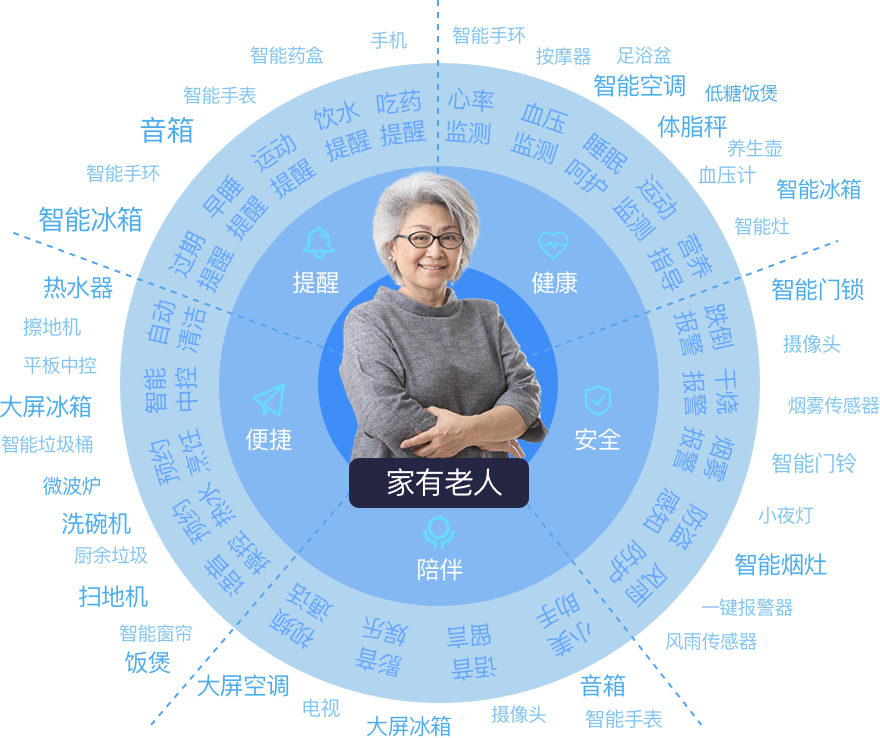 手机
智能药盒
智能手表
音箱
智能手环
智能冰箱
智能手环
按摩器
足浴盆
智能空调
低糖饭煲
体脂秤
养生壶
血压计
智能冰箱
智能灶
吃药
提醒
饮水
提醒
运动
提醒
早睡
提醒
过期
提醒
心率
监测
血压
监测
睡眠
呵护
运动
监测
营养
指导
提醒
健康
热水器
擦地机
平板中控
大屏冰箱
智能垃圾桶
微波炉
洗碗机
厨余垃圾
扫地机
智能窗帘
饭煲
自动
清洁
智能
中控
预约
烹饪
预约
热水
语音
操控
便捷
安全
跌倒
报警
干烧
报警
烟雾
报警
防盗
感知
风雨
防护
智能门锁
摄像头
烟雾传感器
智能门铃
小夜灯
智能烟灶
一键报警器
风雨传感器
家有老人
陪伴
视频
通话
影音
娱乐
语音
留言
小美
助手
大屏空调
电视
大屏冰箱
摄像头
音箱
智能手表